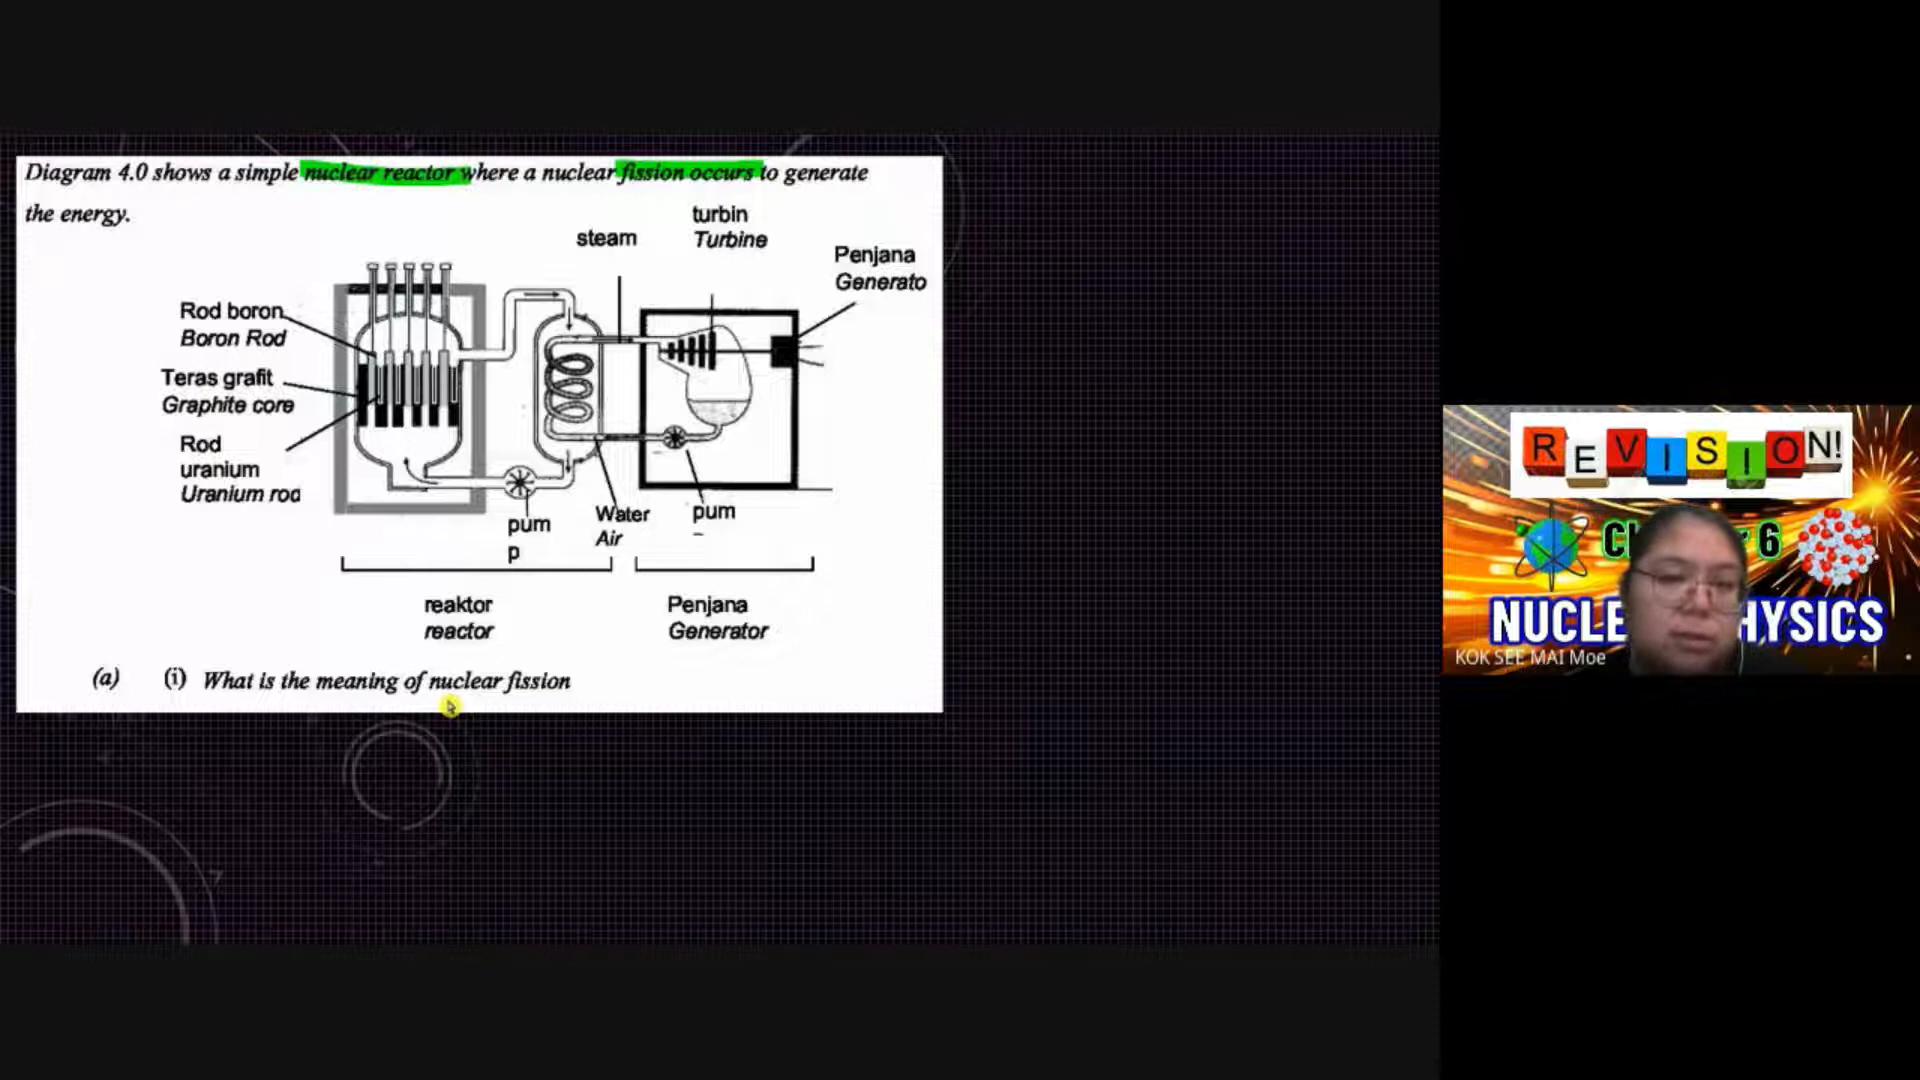 Diagram 4.0 shows a simple nuclear reactor where a nuclear fission occurs to generate
the energy.
turbin
Turbine
steam
Penjana
Generato
Rod boron
Boron Rod
Teras grafit
Graphite core
Rod
uranium
Uranium rod
pum
p
Water
Air
pum
reaktor
reactor
Penjana
Generator
(a) (i) What is the meaning of nuclear fission
REVISION!
6
KOK SEE MAI Moe